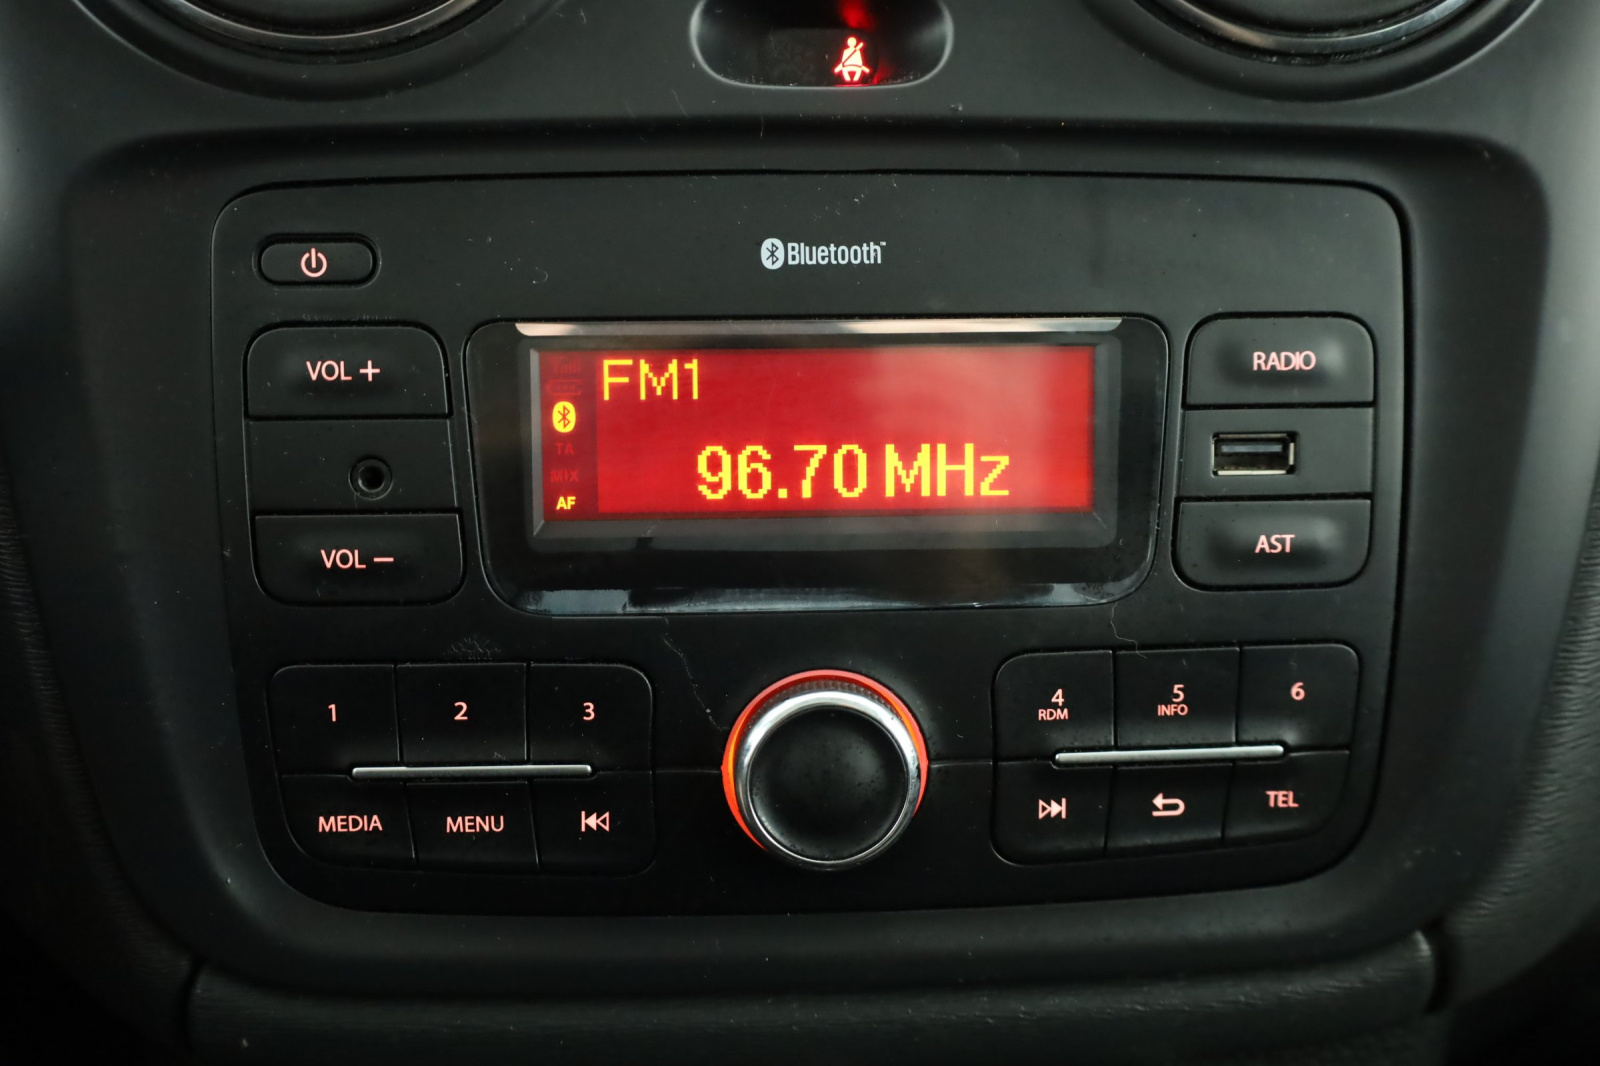 Bluetooth™
VOL +
RADIO
FM1
TA
MIX
AF
96.70 MHz
VOL −
AST
1
2
3
4
RDM
5
INFO
6
MEDIA
MENU
TEL